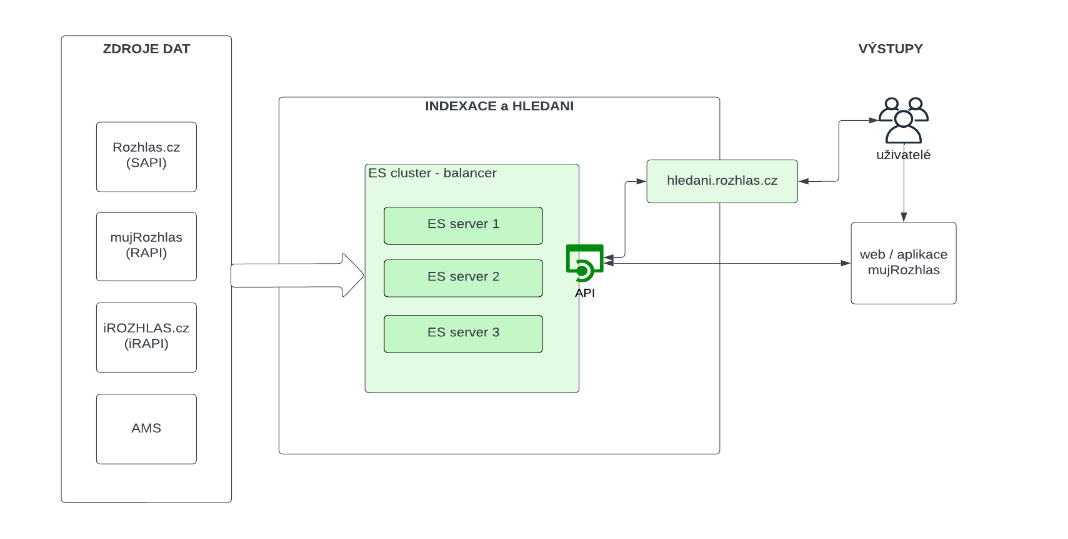 ZDROJE DAT
Rozhlas.cz
(SAPI)
mujRozhlas
(RAPI)
iROZHLAS.cz
(iRAPI)
AMS
INDEXACE a HLEDANI
ES cluster - balancer
ES server 1
ES server 2
ES server 3
API
hledani.rozhlas.cz
VÝSTUPY
uživatelé
web / aplikace
mujRozhlas